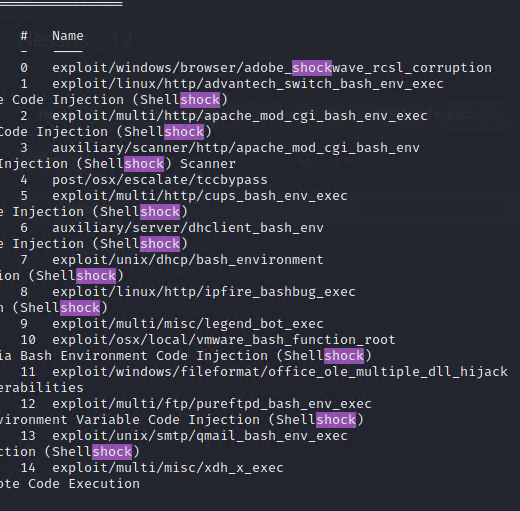 =================
# Name
- ----
0 exploit/windows/browser/adobe_shockwave_rcsl_corruption
1 exploit/linux/http/advantech_switch_bash_env_exec
e Code Injection (Shellshock)
2 exploit/multi/http/apache_mod_cgi_bash_env_exec
Code Injection (Shellshock)
3 auxiliary/scanner/http/apache_mod_cgi_bash_env
Injection (Shellshock) Scanner
4 post/osx/escalate/tccbypass
5 exploit/multi/http/cups_bash_env_exec
e Injection (Shellshock)
6 auxiliary/server/dhclient_bash_env
e Injection (Shellshock)
7 exploit/unix/dhcp/bash_environment
ion (Shellshock)
8 exploit/linux/http/ipfire_bashbug_exec
n (Shellshock)
9 exploit/multi/misc/legend_bot_exec
10 exploit/osx/local/vmware_bash_function_root
ia Bash Environment Code Injection (Shellshock)
11 exploit/windows/fileformat/office_ole_multiple_dll_hijack
erabilities
12 exploit/multi/ftp/pureftpd_bash_env_exec
vironment Variable Code Injection (Shellshock)
13 exploit/unix/smtp/qmail_bash_env_exec
ction (Shellshock)
14 exploit/multi/misc/xdh_x_exec
ote Code Execution